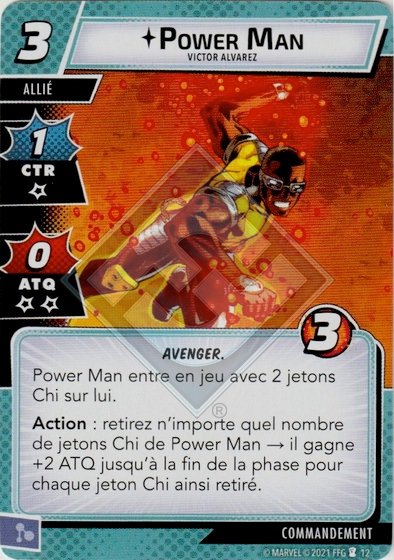 3
POWER MAN
VICTOR ALVAREZ
ALLIÉ
1
CTR
0
ATQ
3
AVENGER.
Power Man entre en jeu avec 2 jetons
Chi sur lui.
Action : retirez n'importe quel nombre
de jetons Chi de Power Man → il gagne
+2 ATQ jusqu'à la fin de la phase pour
chaque jeton Chi ainsi retiré.
®
COMMANDEMENT
© MARVEL © 2021 FFG 12